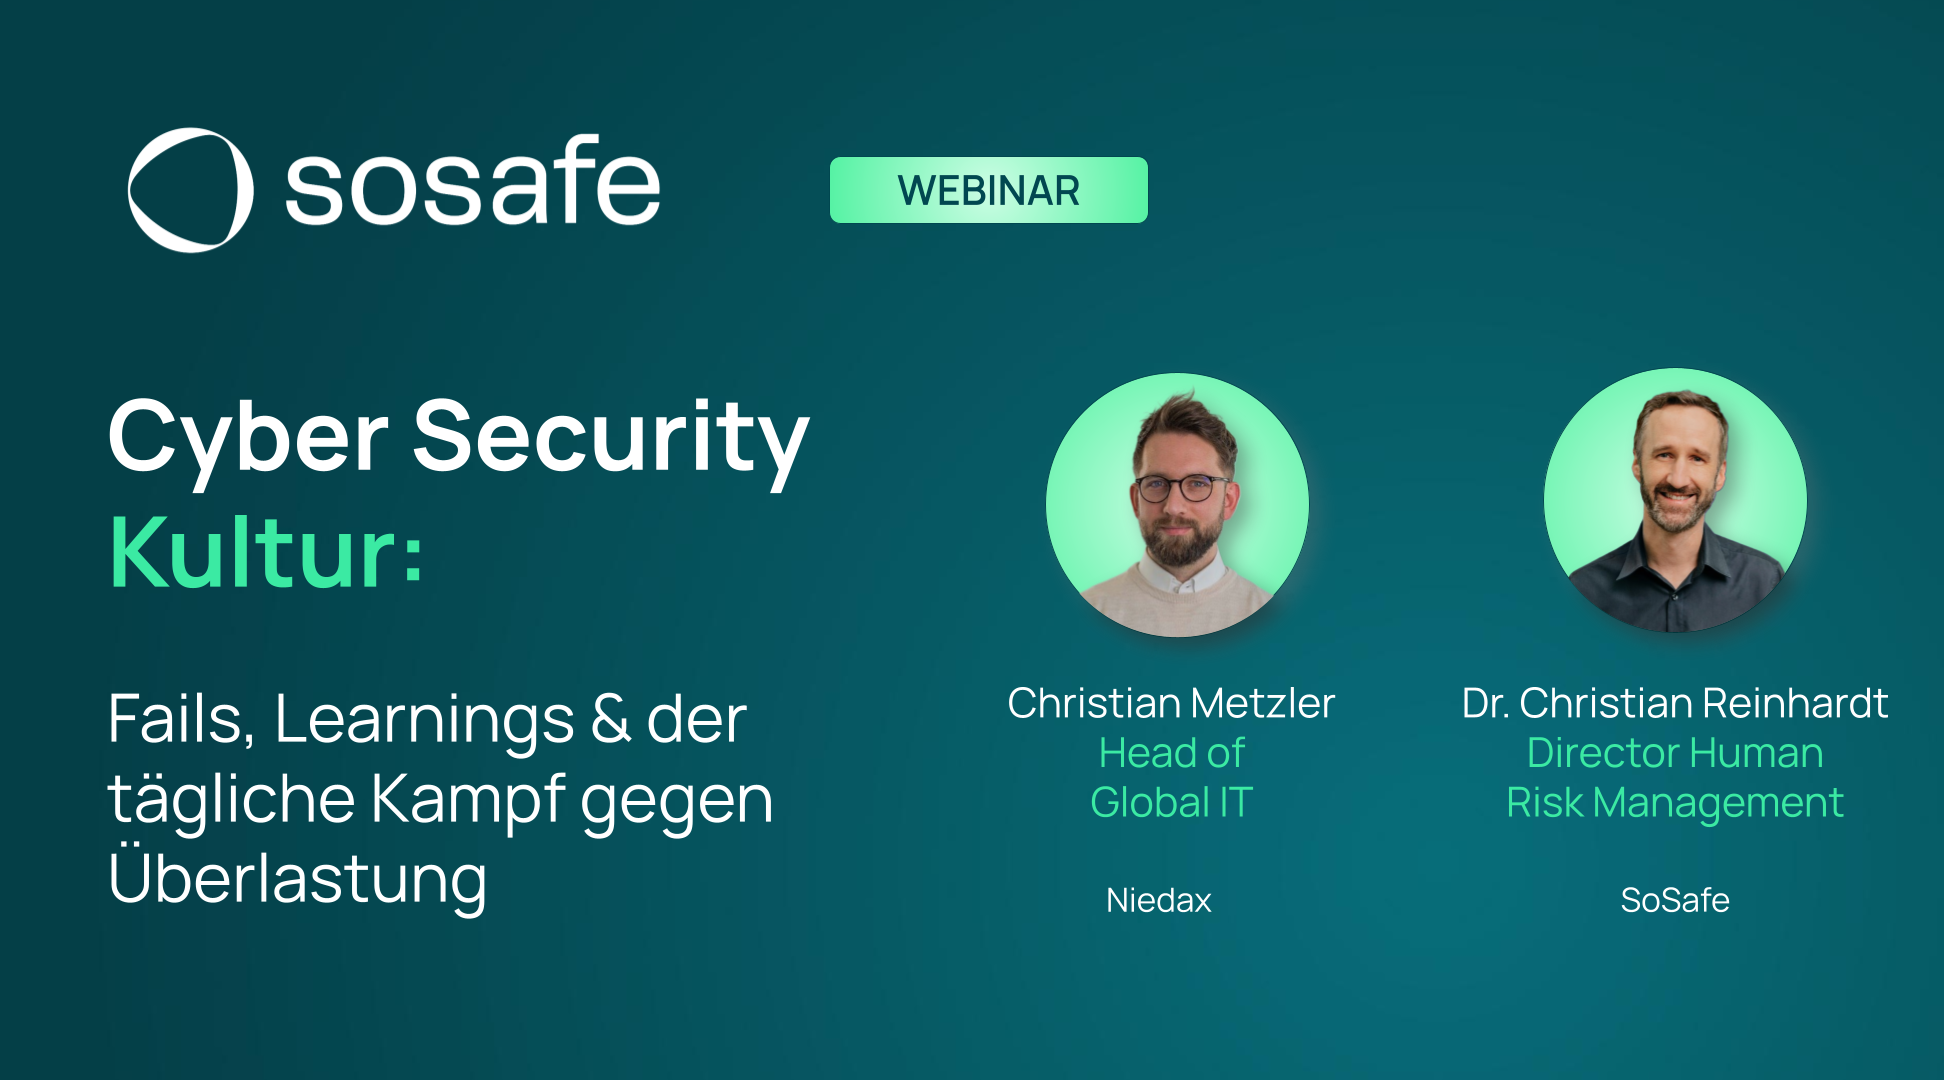 sosafe
WEBINAR
Cyber Security
Kultur:
Fails, Learnings & der
tägliche Kampf gegen
Überlastung
Christian Metzler
Head of
Global IT
Niedax
Dr. Christian Reinhardt
Director Human
Risk Management
SoSafe